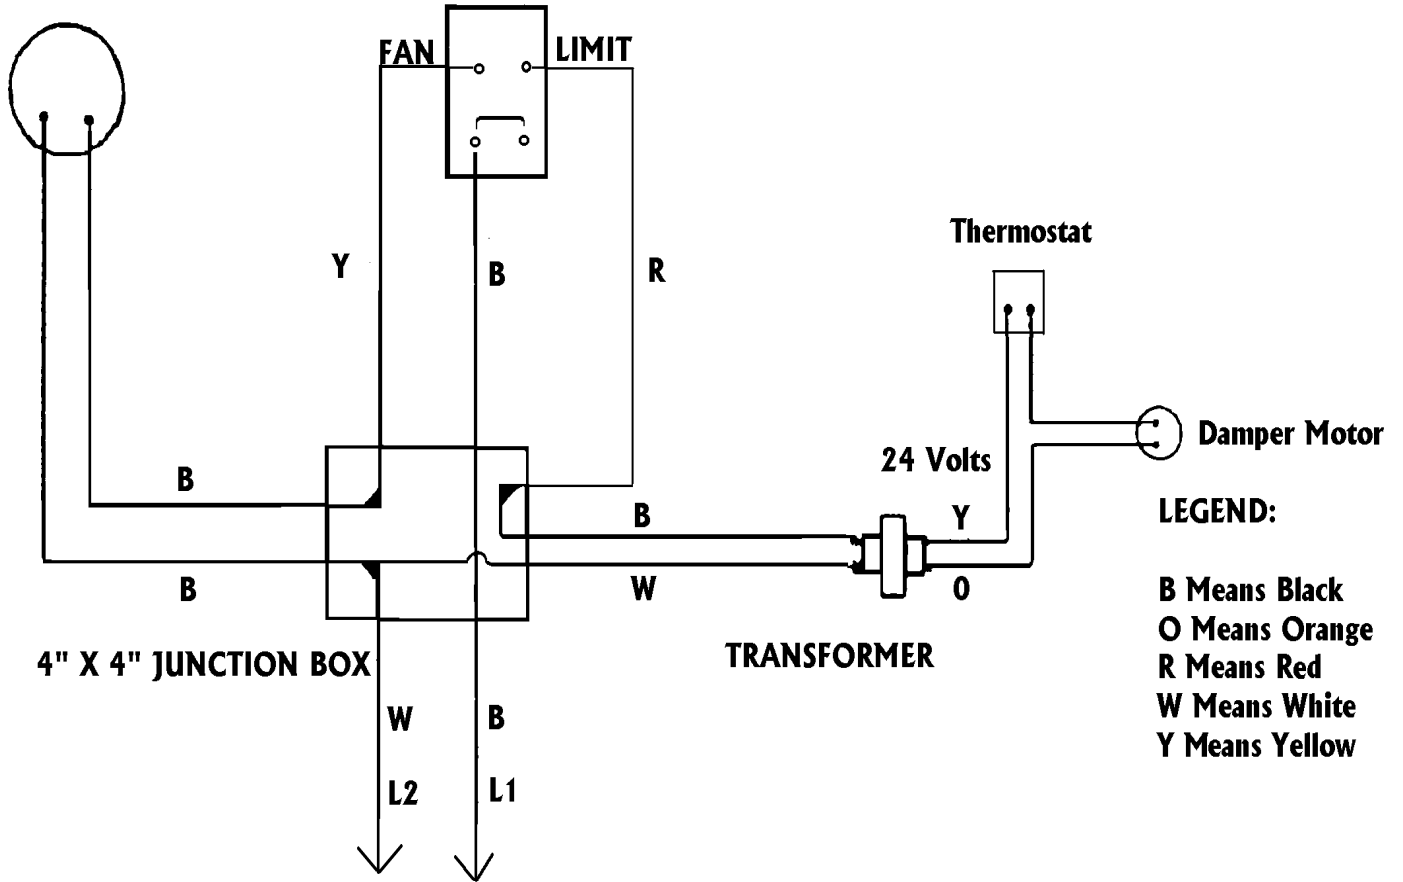 FAN
LIMIT
Y
B
R
Thermostat
Damper Motor
24 Volts
B
B
Y
B
W
O
4" X 4" JUNCTION BOX
TRANSFORMER
W
B
L2
L1
LEGEND:
B Means Black
O Means Orange
R Means Red
W Means White
Y Means Yellow